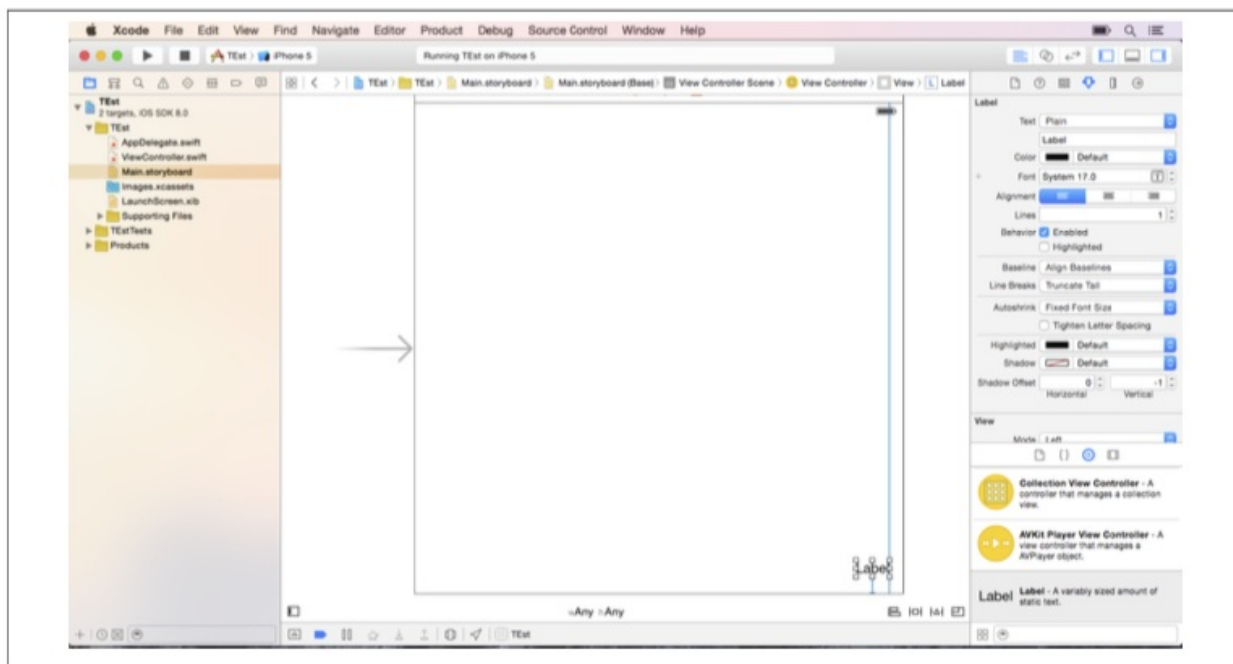 Xcode File Edit View Find Navigate Editor Product Debug Source Control Window Help
TEst iPhone 5
Running TEst on iPhone 5
TEst TEst Main.storyboard Main.storyboard (Base) View Controller Scene View Controller View L Label
TEst
2 targets, iOS SDK 8.0
TEst
AppDelegate.swift
ViewController.swift
Main.storyboard
Images.xcassets
LaunchScreen.xib
Supporting Files
TEstTests
Products
Label
wAny hAny
TEst
Label
Text Plain
Label
Color Default
Font System 17.0
Alignment
Lines 1
Behavior Enabled
Highlighted
Baseline Align Baselines
Line Breaks Truncate Tail
Autoshrink Fixed Font Size
Tighten Letter Spacing
Highlighted Default
Shadow Default
Shadow Offset 0 -1
Horizontal Vertical
View
Mode Left
Collection View Controller - A
controller that manages a collection
view.
AVKit Player View Controller - A
view controller that manages a
AVPlayer object.
Label
Label - A variably sized amount of
static text.